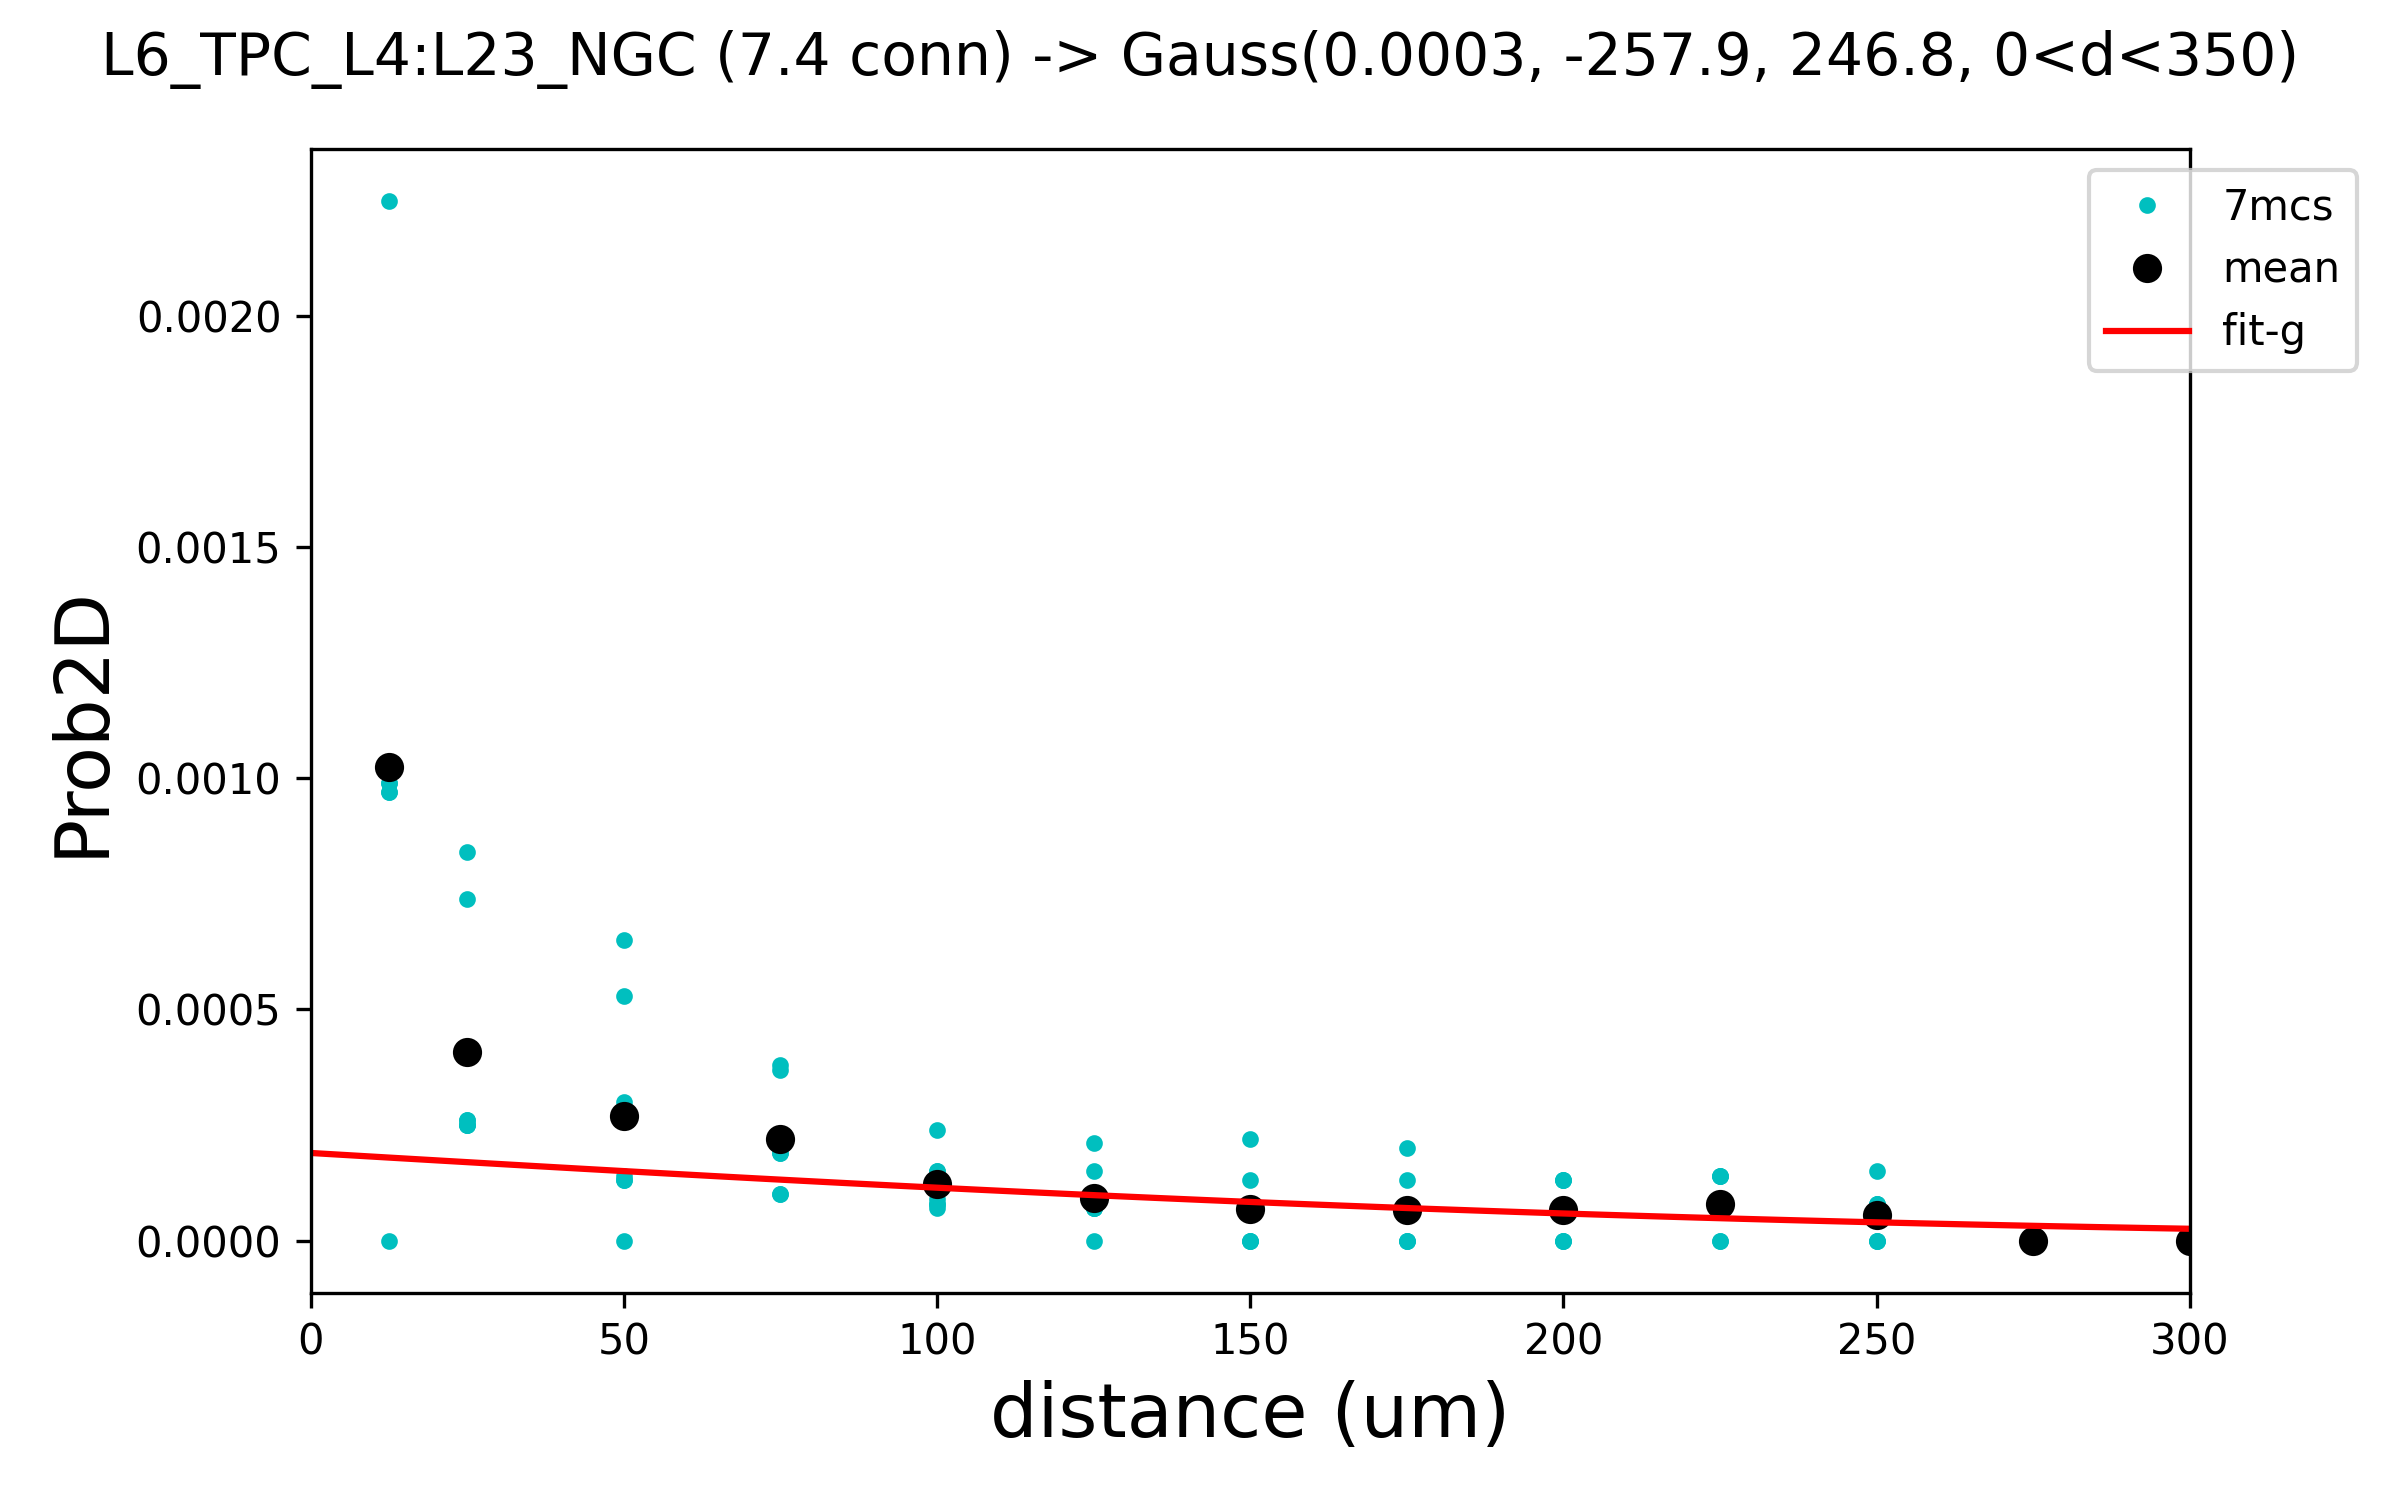 L6_TPC_L4:L23_NGC (7.4 conn) -> Gauss(0.0003, -257.9, 246.8, 0<d<350)
7mcs
mean
fit-g
0.0020
0.0015
0.0010
0.0005
0.0000
Prob2D
0 50 100 150 200 250 300
distance (um)